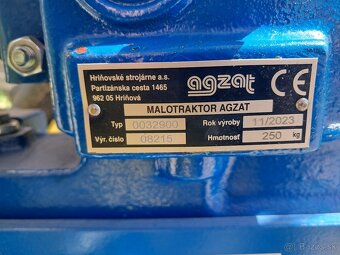 Hriňovské strojárne a.s.
Partizánska cesta 1465
962 05 Hriňová
agzat CE
MALOTRAKTOR AGZAT
Typ 0032900 Rok výroby 11/2023
Výr. číslo 08215 Hmotnosť 250 kg